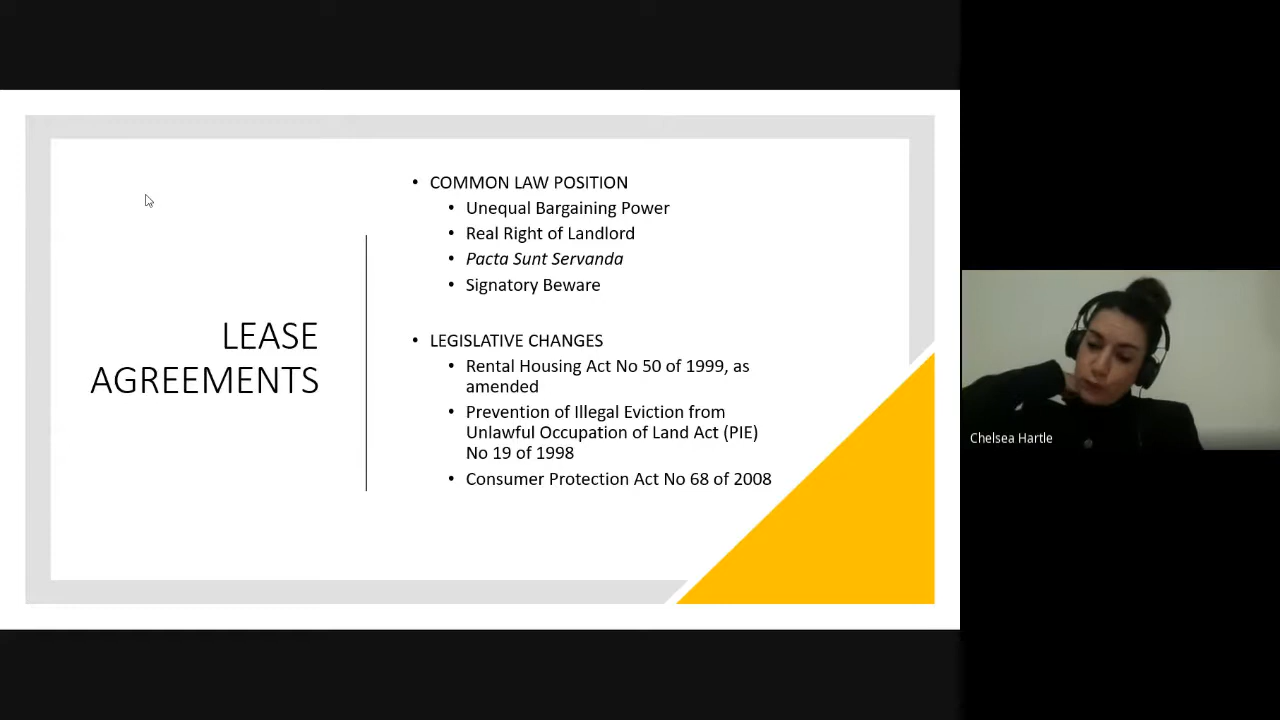 LEASE
AGREEMENTS
• COMMON LAW POSITION
• Unequal Bargaining Power
• Real Right of Landlord
• Pacta Sunt Servanda
• Signatory Beware
• LEGISLATIVE CHANGES
• Rental Housing Act No 50 of 1999, as
amended
• Prevention of Illegal Eviction from
Unlawful Occupation of Land Act (PIE)
No 19 of 1998
• Consumer Protection Act No 68 of 2008
Chelsea Hartle